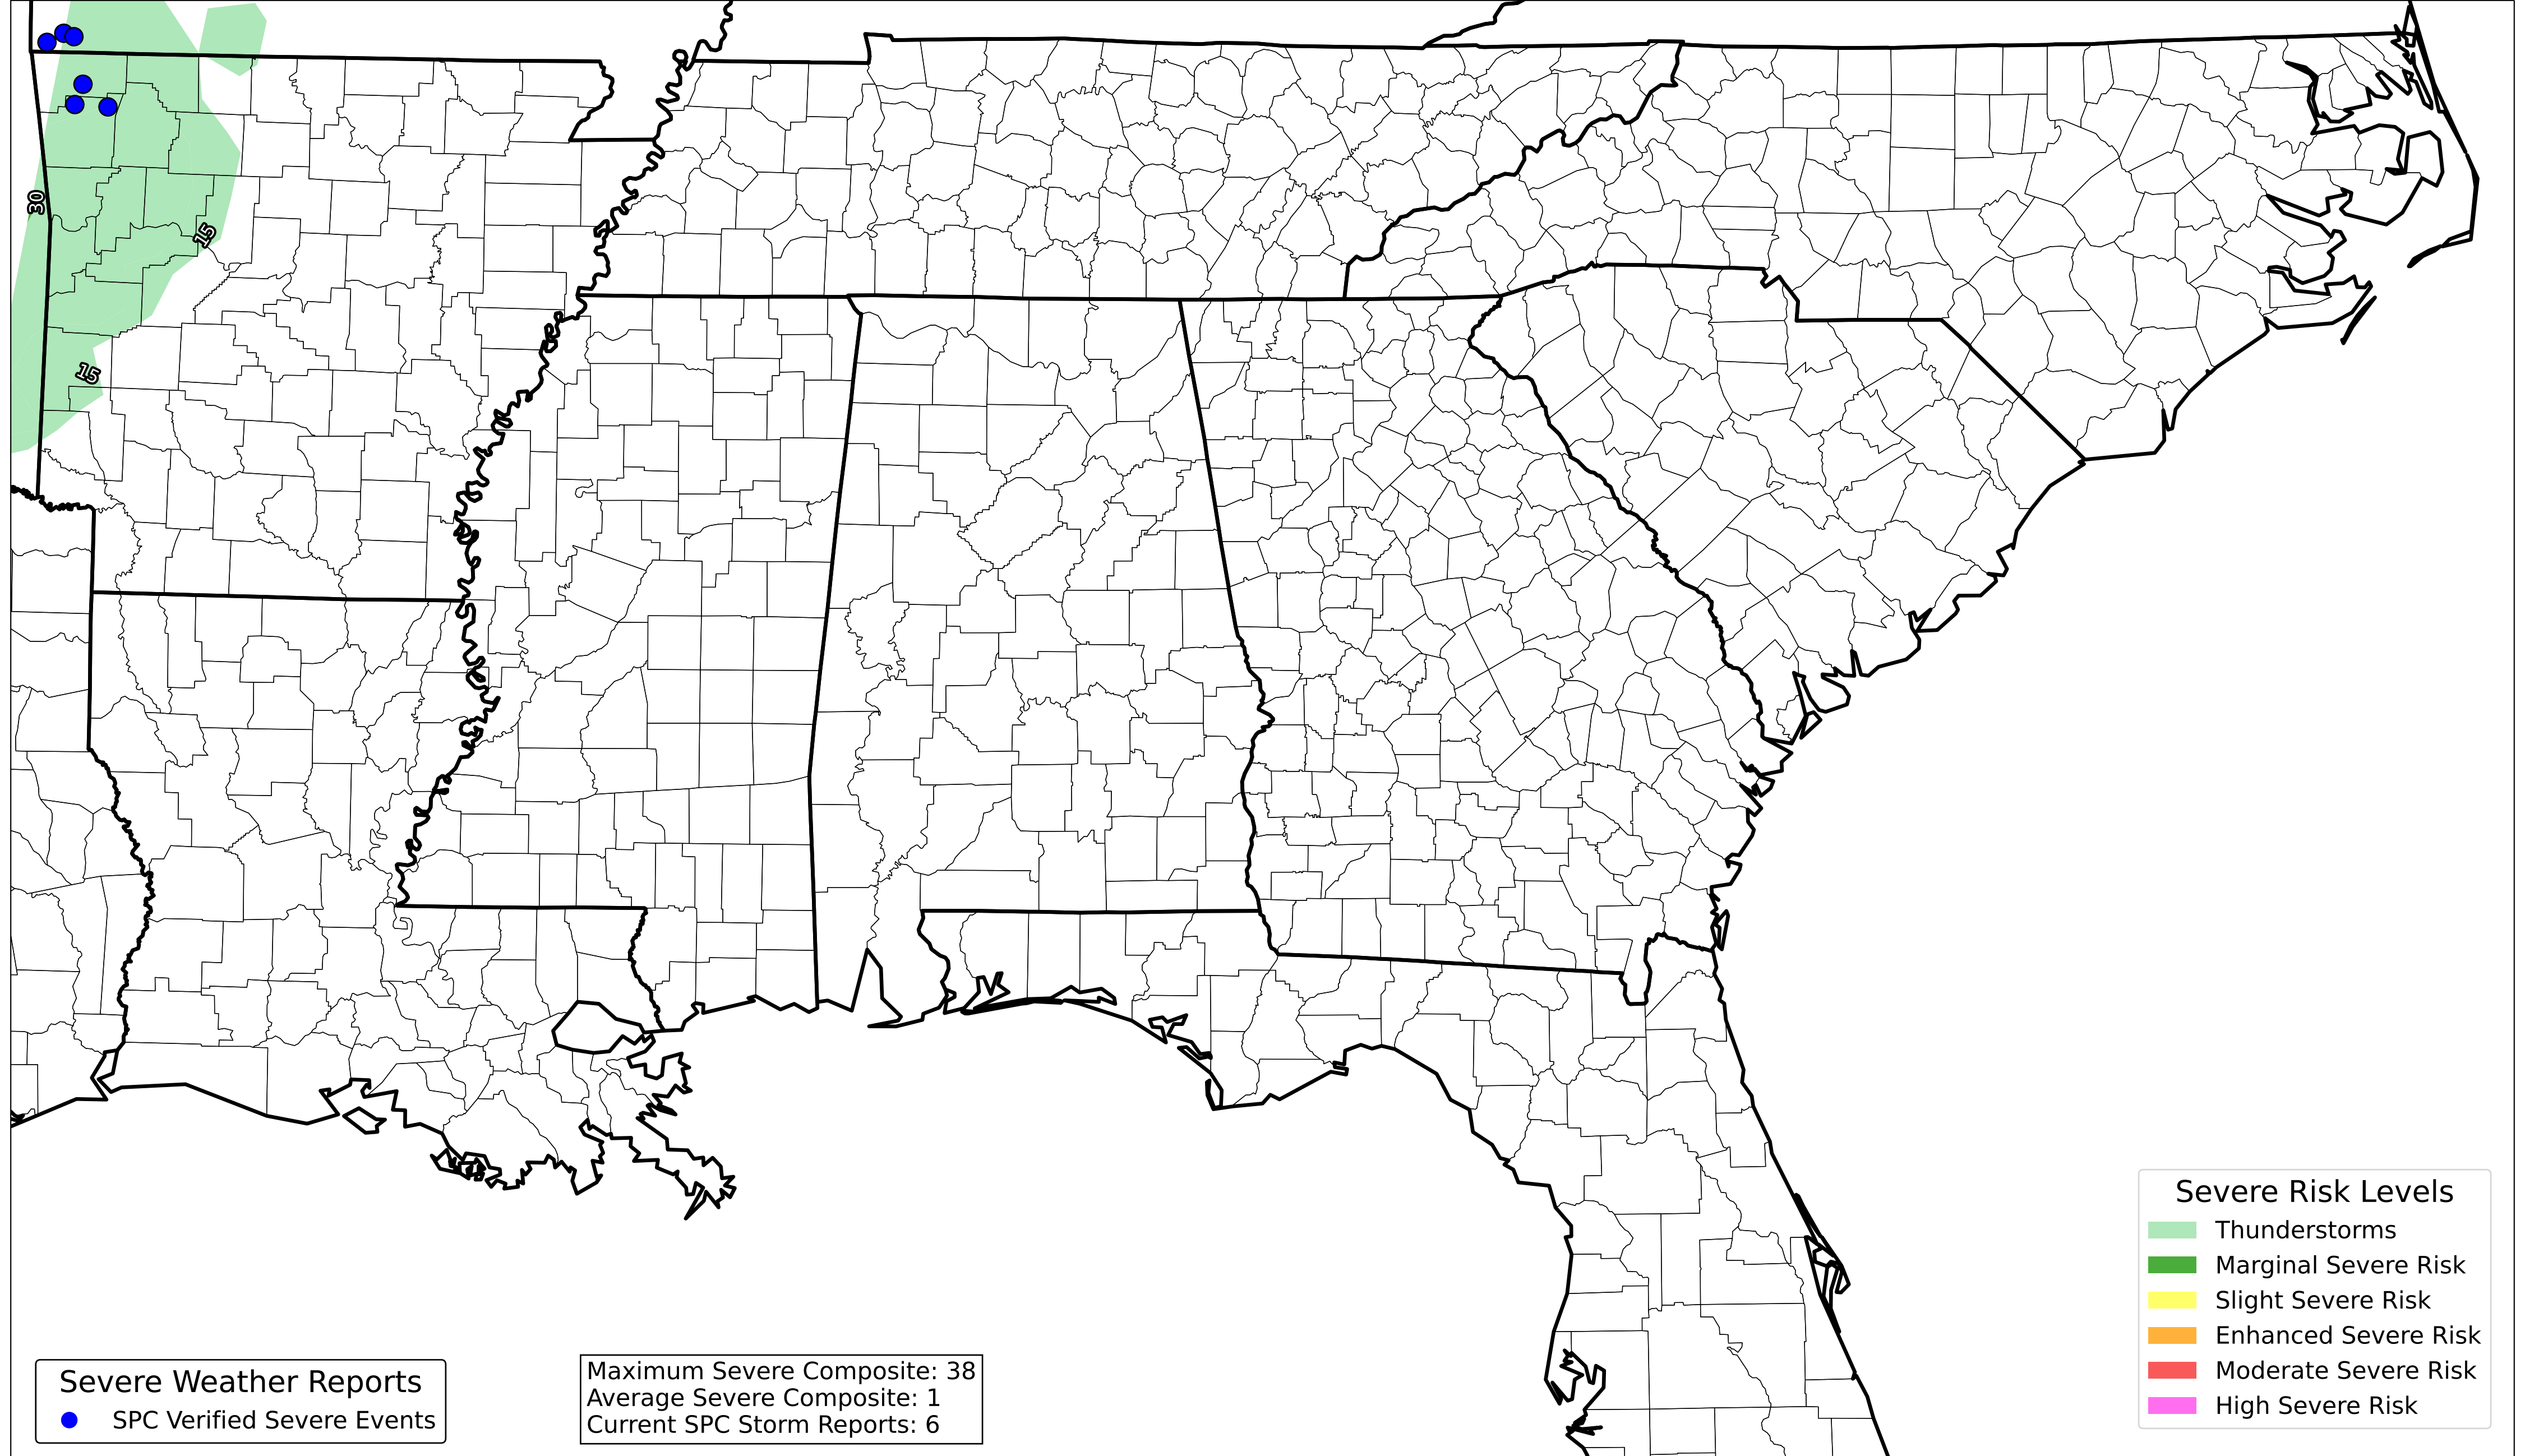 30
15
15
Severe Risk Levels
Thunderstorms
Marginal Severe Risk
Slight Severe Risk
Enhanced Severe Risk
Moderate Severe Risk
High Severe Risk
Severe Weather Reports
SPC Verified Severe Events
Maximum Severe Composite: 38
Average Severe Composite: 1
Current SPC Storm Reports: 6